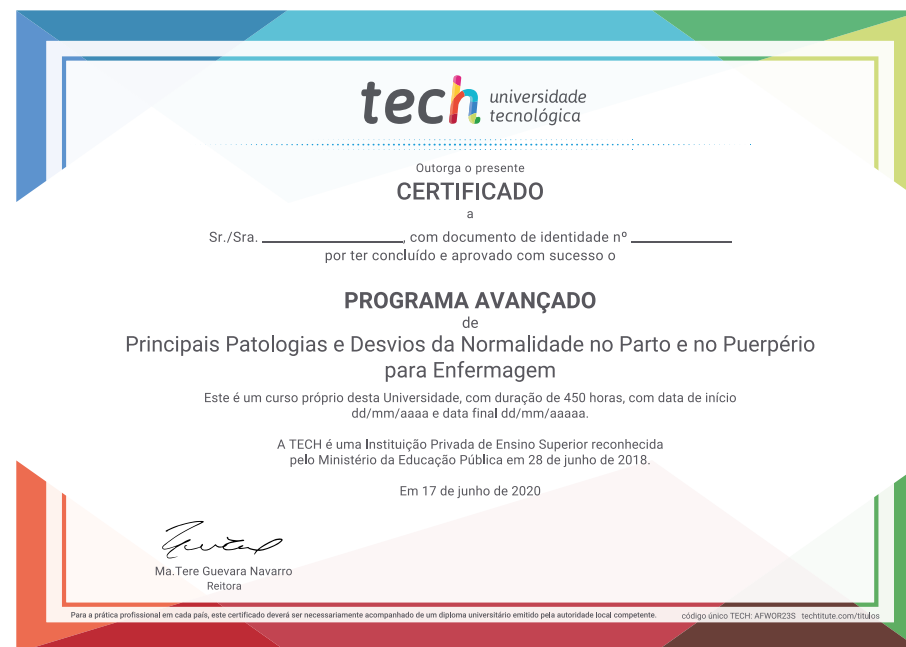 tech universidade
tecnológica
Outorga o presente
CERTIFICADO
a
Sr./Sra. ____________________, com documento de identidade nº ______________
por ter concluído e aprovado com sucesso o
PROGRAMA AVANÇADO
de
Principais Patologias e Desvios da Normalidade no Parto e no Puerpério
para Enfermagem
Este é um curso próprio desta Universidade, com duração de 450 horas, com data de início
dd/mm/aaaa e data final dd/mm/aaaaa.
A TECH é uma Instituição Privada de Ensino Superior reconhecida
pelo Ministério da Educação Pública em 28 de junho de 2018.
Em 17 de junho de 2020
Ma.Tere Guevara Navarro
Reitora
Para a prática profissional em cada país, este certificado deverá ser necessariamente acompanhado de um diploma universitário emitido pela autoridade local competente. código único TECH: AFWOR23S techtitute.com/titulos